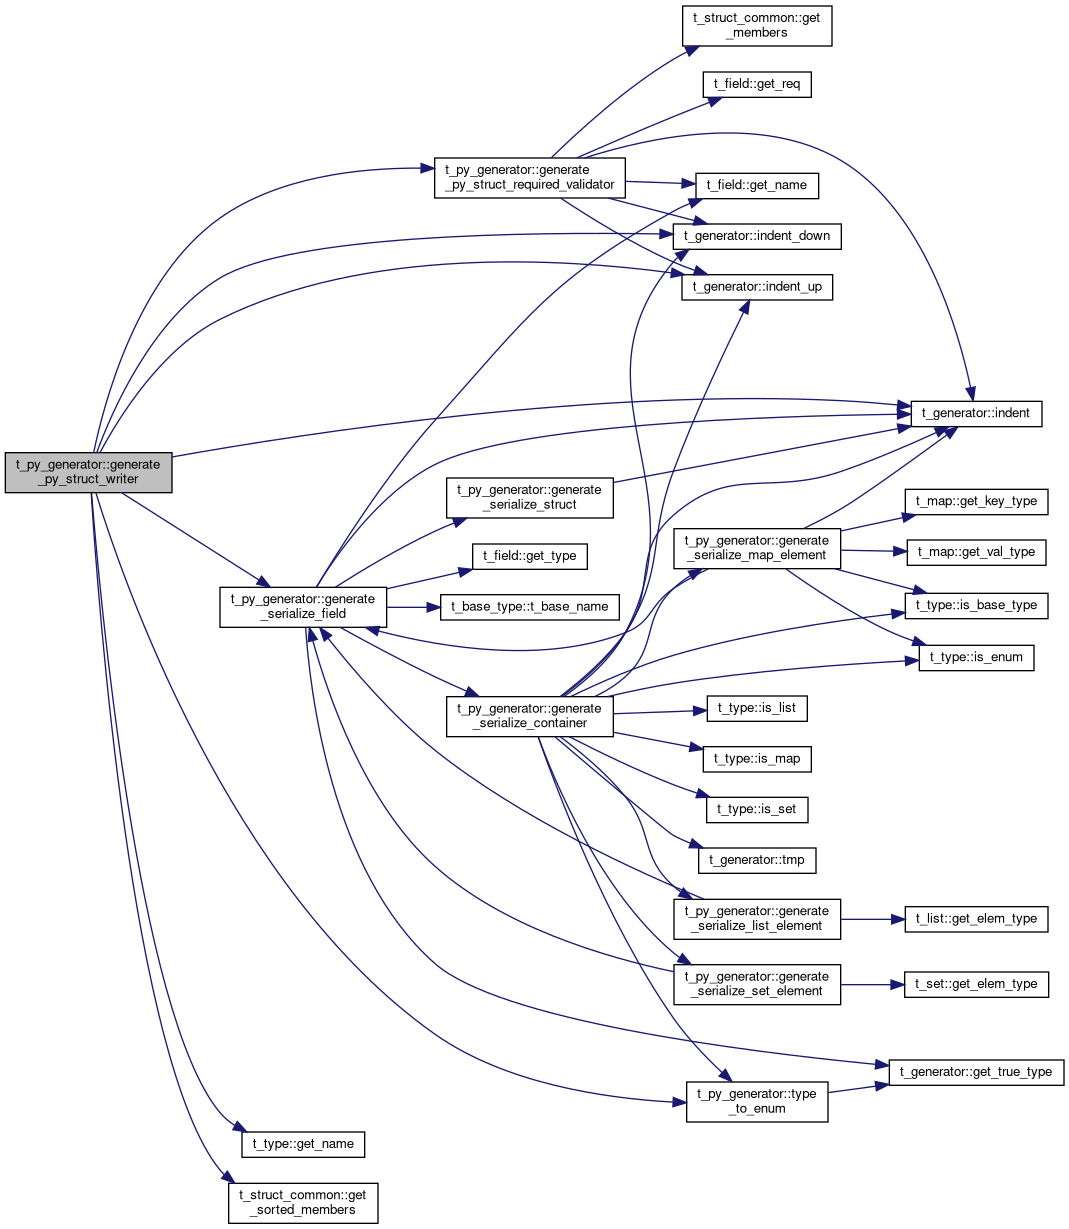 t_struct_common::get
_members
t_field::get_req
t_py_generator::generate
_py_struct_required_validator
t_field::get_name
t_generator::indent_down
t_generator::indent_up
t_generator::indent
t_py_generator::generate
_py_struct_writer
t_py_generator::generate
_serialize_struct
t_map::get_key_type
t_py_generator::generate
_serialize_map_element
t_field::get_type
t_map::get_val_type
t_py_generator::generate
_serialize_field
t_base_type::t_base_name
t_type::is_base_type
t_type::is_enum
t_py_generator::generate
_serialize_container
t_type::is_list
t_type::is_map
t_type::is_set
t_generator::tmp
t_py_generator::generate
_serialize_list_element
t_list::get_elem_type
t_py_generator::generate
_serialize_set_element
t_set::get_elem_type
t_generator::get_true_type
t_py_generator::type
_to_enum
t_type::get_name
t_struct_common::get
_sorted_members